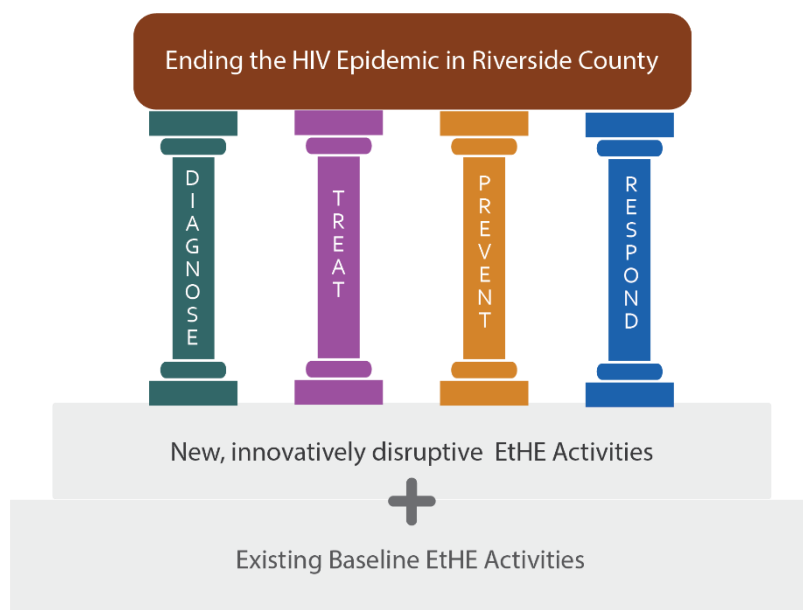 Ending the HIV Epidemic in Riverside County
DIAGNOSE
TREAT
PREVENT
RESPOND
New, innovatively disruptive EtHE Activities
+
Existing Baseline EtHE Activities